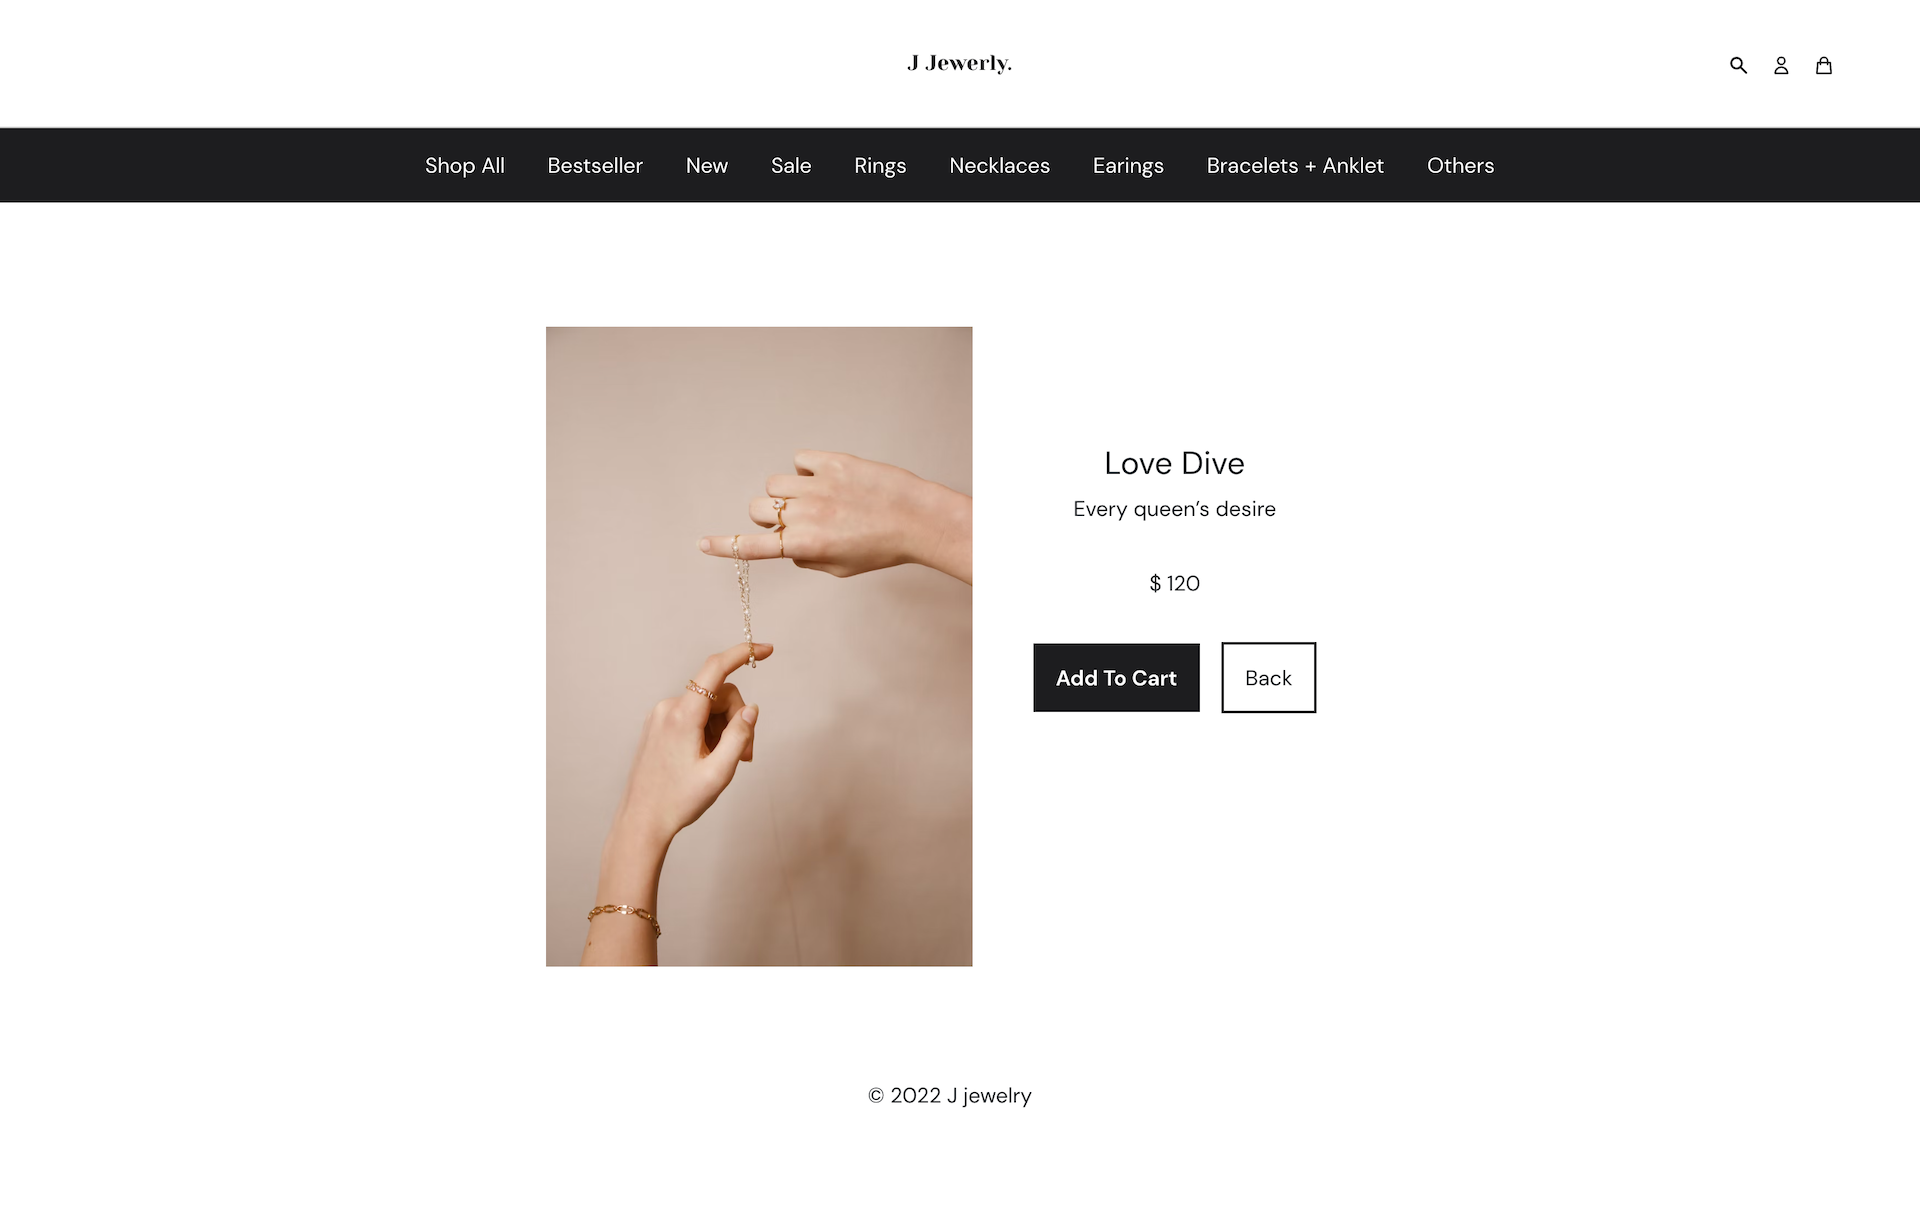 J Jewerly.
Shop All Bestseller New Sale Rings Necklaces Earings Bracelets + Anklet Others
Love Dive
Every queen’s desire
$ 120
Add To Cart Back
© 2022 J jewelry